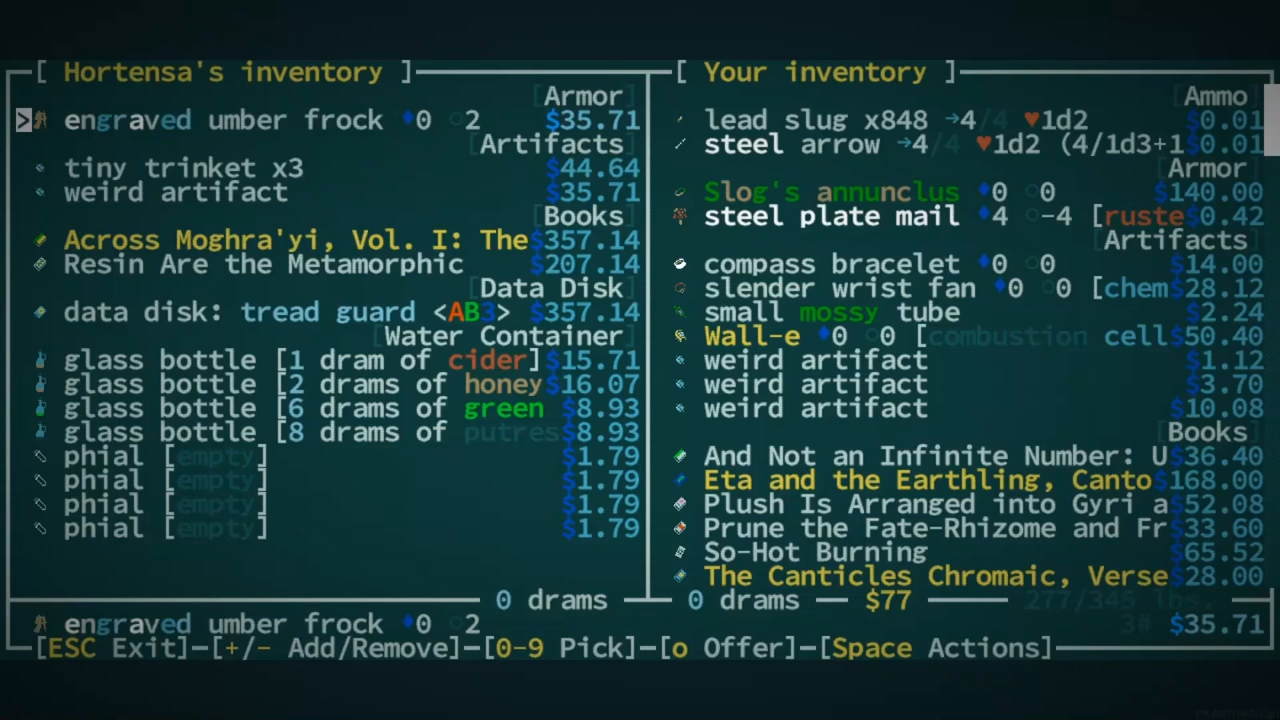 [ Hortensa's inventory ]
[Armor]
> engraved umber frock ♦0 ○2 $35.71
[Artifacts]
tiny trinket x3 $44.64
weird artifact $35.71
[Books]
Across Moghra'yi, Vol. I: The $357.14
Resin Are the Metamorphic $207.14
[Data Disk]
data disk: tread guard <AB3> $357.14
[Water Container]
glass bottle [1 dram of cider] $15.71
glass bottle [2 drams of honey $16.07
glass bottle [6 drams of green $8.93
glass bottle [8 drams of putres $8.93
phial [empty] $1.79
phial [empty] $1.79
phial [empty] $1.79
phial [empty] $1.79
0 drams
[ Your inventory ]
[Ammo]
lead slug x848 →4/4 ♥1d2 $0.01
steel arrow →4/4 ♥1d2 (4/1d3+1 $0.01
[Armor]
Slog's annunclus ♦0 ○0 $140.00
steel plate mail ♦4 ○-4 [ruste $0.42
[Artifacts]
compass bracelet ♦0 ○0 $14.00
slender wrist fan ♦0 ○0 [chem $28.12
small mossy tube $2.24
Wall-e ♦0 ○0 [combustion cell $50.40
weird artifact $1.12
weird artifact $3.70
weird artifact $10.08
[Books]
And Not an Infinite Number: U $36.40
Eta and the Earthling, Canto $168.00
Plush Is Arranged into Gyri a $52.08
Prune the Fate-Rhizome and Fr $33.60
So-Hot Burning $65.52
The Canticles Chromaic, Verse $28.00
0 drams — $77 — 277/345 lbs.
engraved umber frock ♦0 ○2 3# $35.71
[ESC Exit]-[+/- Add/Remove]-[0-9 Pick]-[o Offer]-[Space Actions]